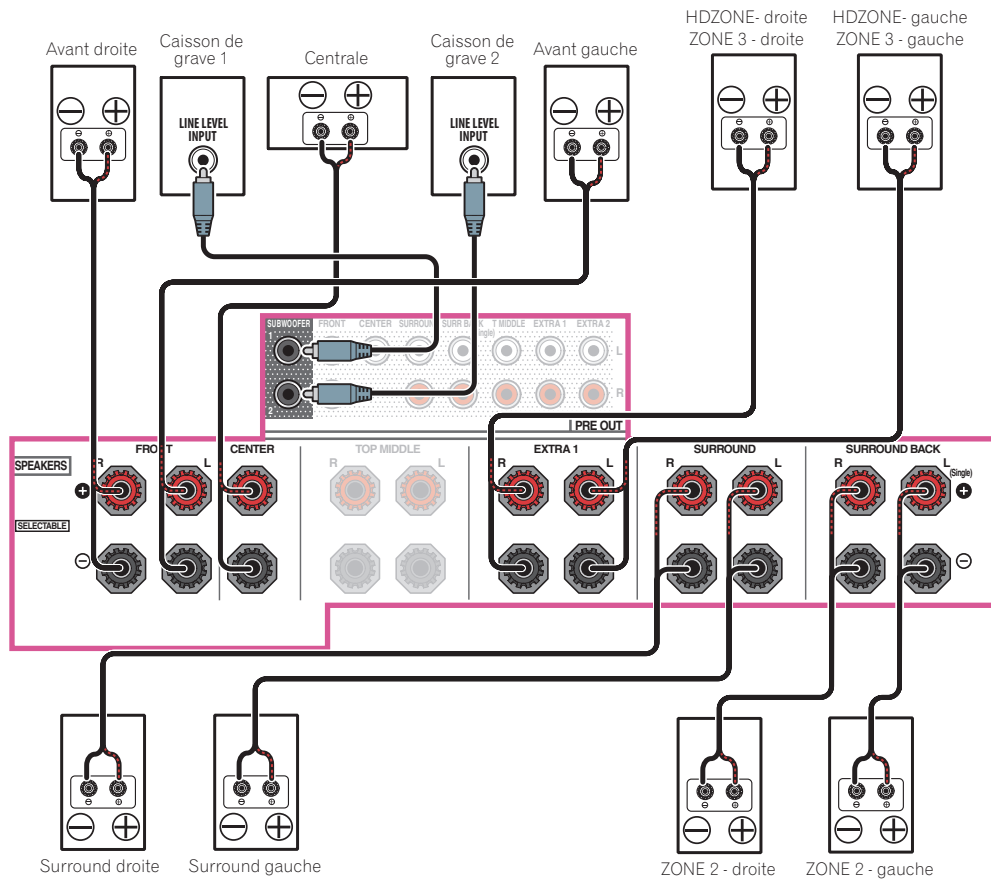 HDZONE- droite
ZONE 3 - droite
HDZONE- gauche
ZONE 3 - gauche
Avant droite
Caisson de
grave 1
Centrale
Caisson de
grave 2
Avant gauche
LINE LEVEL
INPUT
LINE LEVEL
INPUT
SUBWOOFER
FRONT
CENTER
SURROUND
SURR BACK
T MIDDLE
EXTRA 1
EXTRA 2
1
L
2
R
PRE OUT
SPEAKERS
FRONT
CENTER
TOP MIDDLE
EXTRA 1
SURROUND
SURROUND BACK
R
L
R
L
R
L
R
L
R
L
(Single)
SELECTABLE
Surround droite
Surround gauche
ZONE 2 - droite
ZONE 2 - gauche